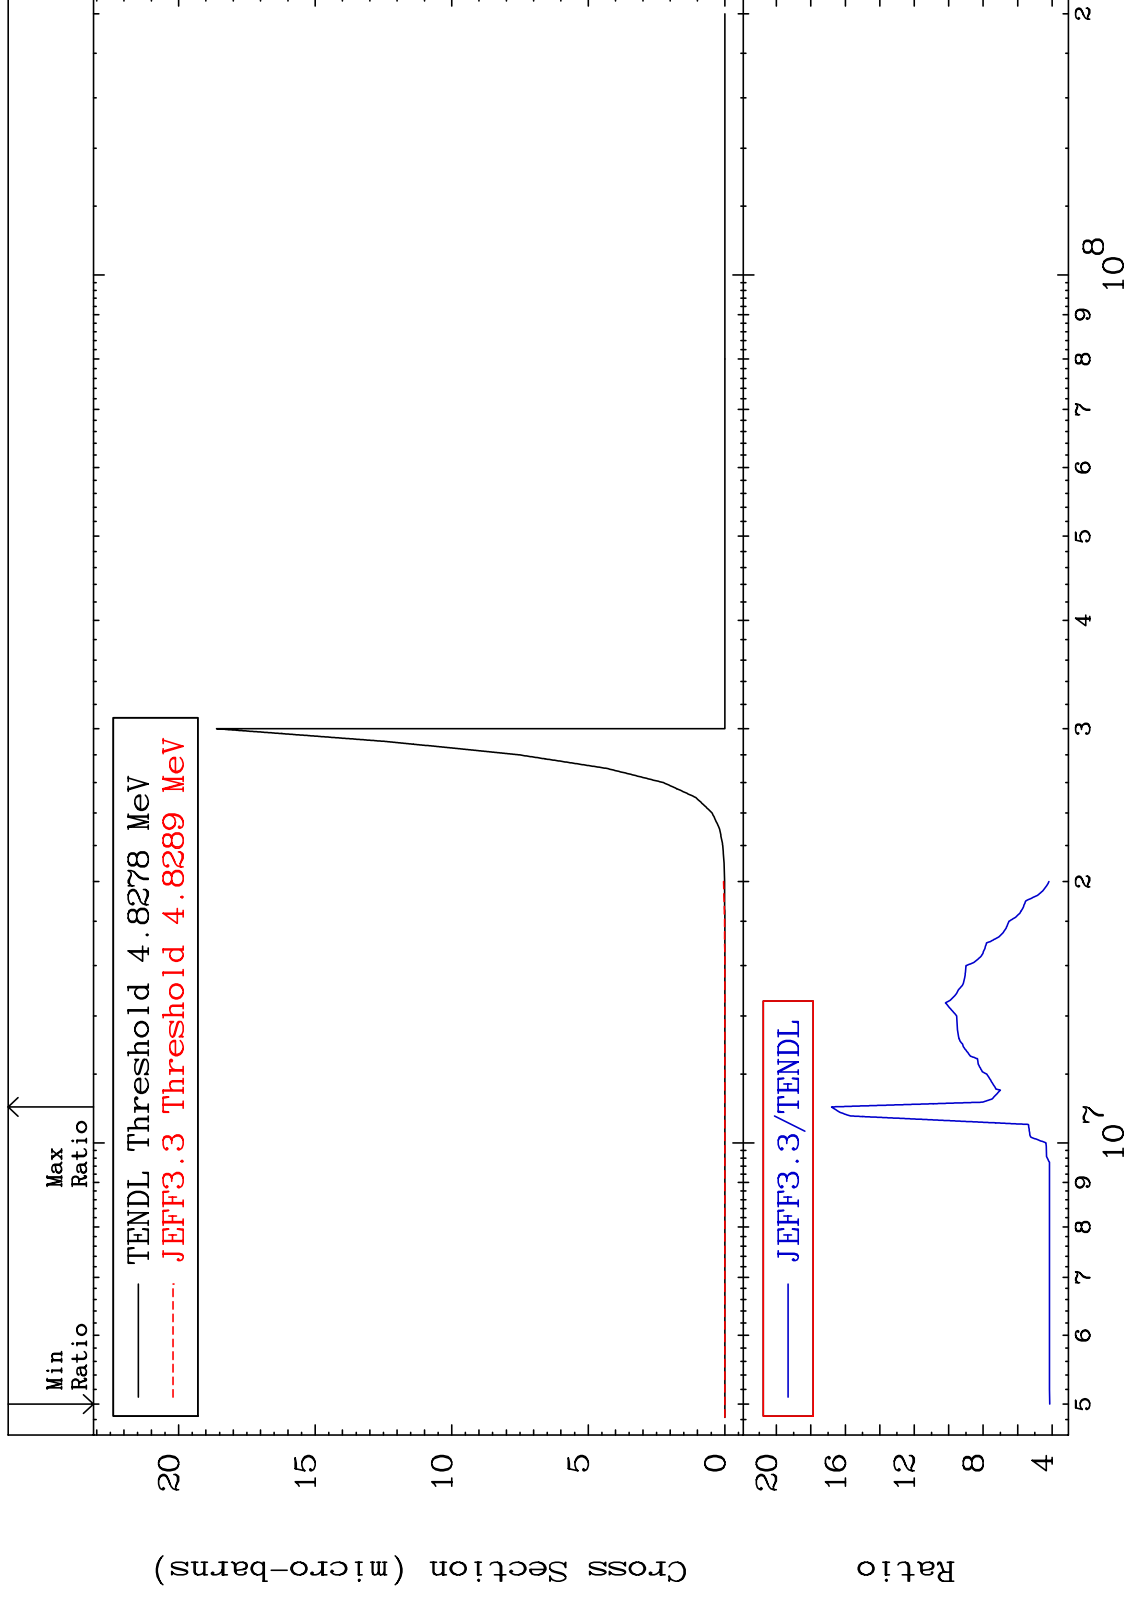 Min
Ratio
Max
Ratio
TENDL Threshold 4.8278 MeV
JEFF3.3 Threshold 4.8289 MeV
20
15
10
5
0
Cross Section (micro-barns)
JEFF3.3/TENDL
20
16
12
8
4
Ratio
5 6 7 8 9 10^7 2 3 4 5 6 7 8 9 10^8 2